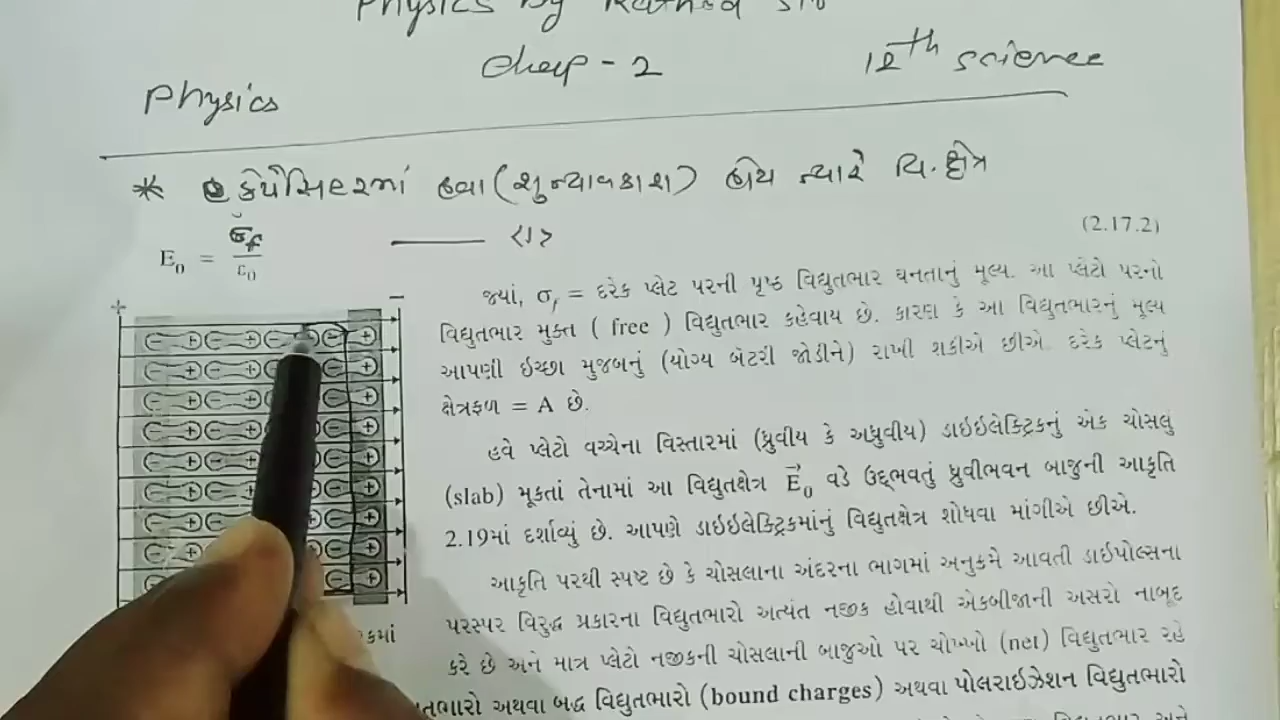 Physics by Rathod Sir
chap - 2
12th science
Physics
* કેપેસિટરમાં હવા (શુન્યાવકાશ) હોય ત્યારે વિ.ક્ષેત્ર
E₀ = σf / ε₀ —— <1>
(2.17.2)
જ્યાં, σf = દરેક પ્લેટ પરની પૃષ્ઠ વિદ્યુતભાર ઘનતાનું મૂલ્ય. આ પ્લેટો પરનો
વિદ્યુતભાર મુક્ત ( free ) વિદ્યુતભાર કહેવાય છે. કારણ કે આ વિદ્યુતભારનું મૂલ્ય
આપણી ઇચ્છા મુજબનું (યોગ્ય બૅટરી જોડીને) રાખી શકીએ છીએ. દરેક પ્લેટનું
ક્ષેત્રફળ = A છે.
હવે પ્લેટો વચ્ચેના વિસ્તારમાં (ધ્રુવીય કે અધ્રુવીય) ડાઇઇલેક્ટ્રિકનું એક ચોસલું
(slab) મૂકતાં તેનામાં આ વિદ્યુતક્ષેત્ર E⃗₀ વડે ઉદ્ભવતું ધ્રુવીભવન બાજુની આકૃતિ
2.19માં દર્શાવ્યું છે. આપણે ડાઇઇલેક્ટ્રિકમાંનું વિદ્યુતક્ષેત્ર શોધવા માંગીએ છીએ.
આકૃતિ પરથી સ્પષ્ટ છે કે ચોસલાના અંદરના ભાગમાં અનુક્રમે આવતી ડાઇપોલ્સના
પરસ્પર વિરુદ્ધ પ્રકારના વિદ્યુતભારો અત્યંત નજીક હોવાથી એકબીજાની અસરો નાબૂદ
કરે છે અને માત્ર પ્લેટો નજીકની ચોસલાની બાજુઓ પર ચોખ્ખો (net) વિદ્યુતભાર રહે
તભારો અથવા બદ્ધ વિદ્યુતભારો (bound charges) અથવા પોલરાઇઝેશન વિદ્યુતભારો